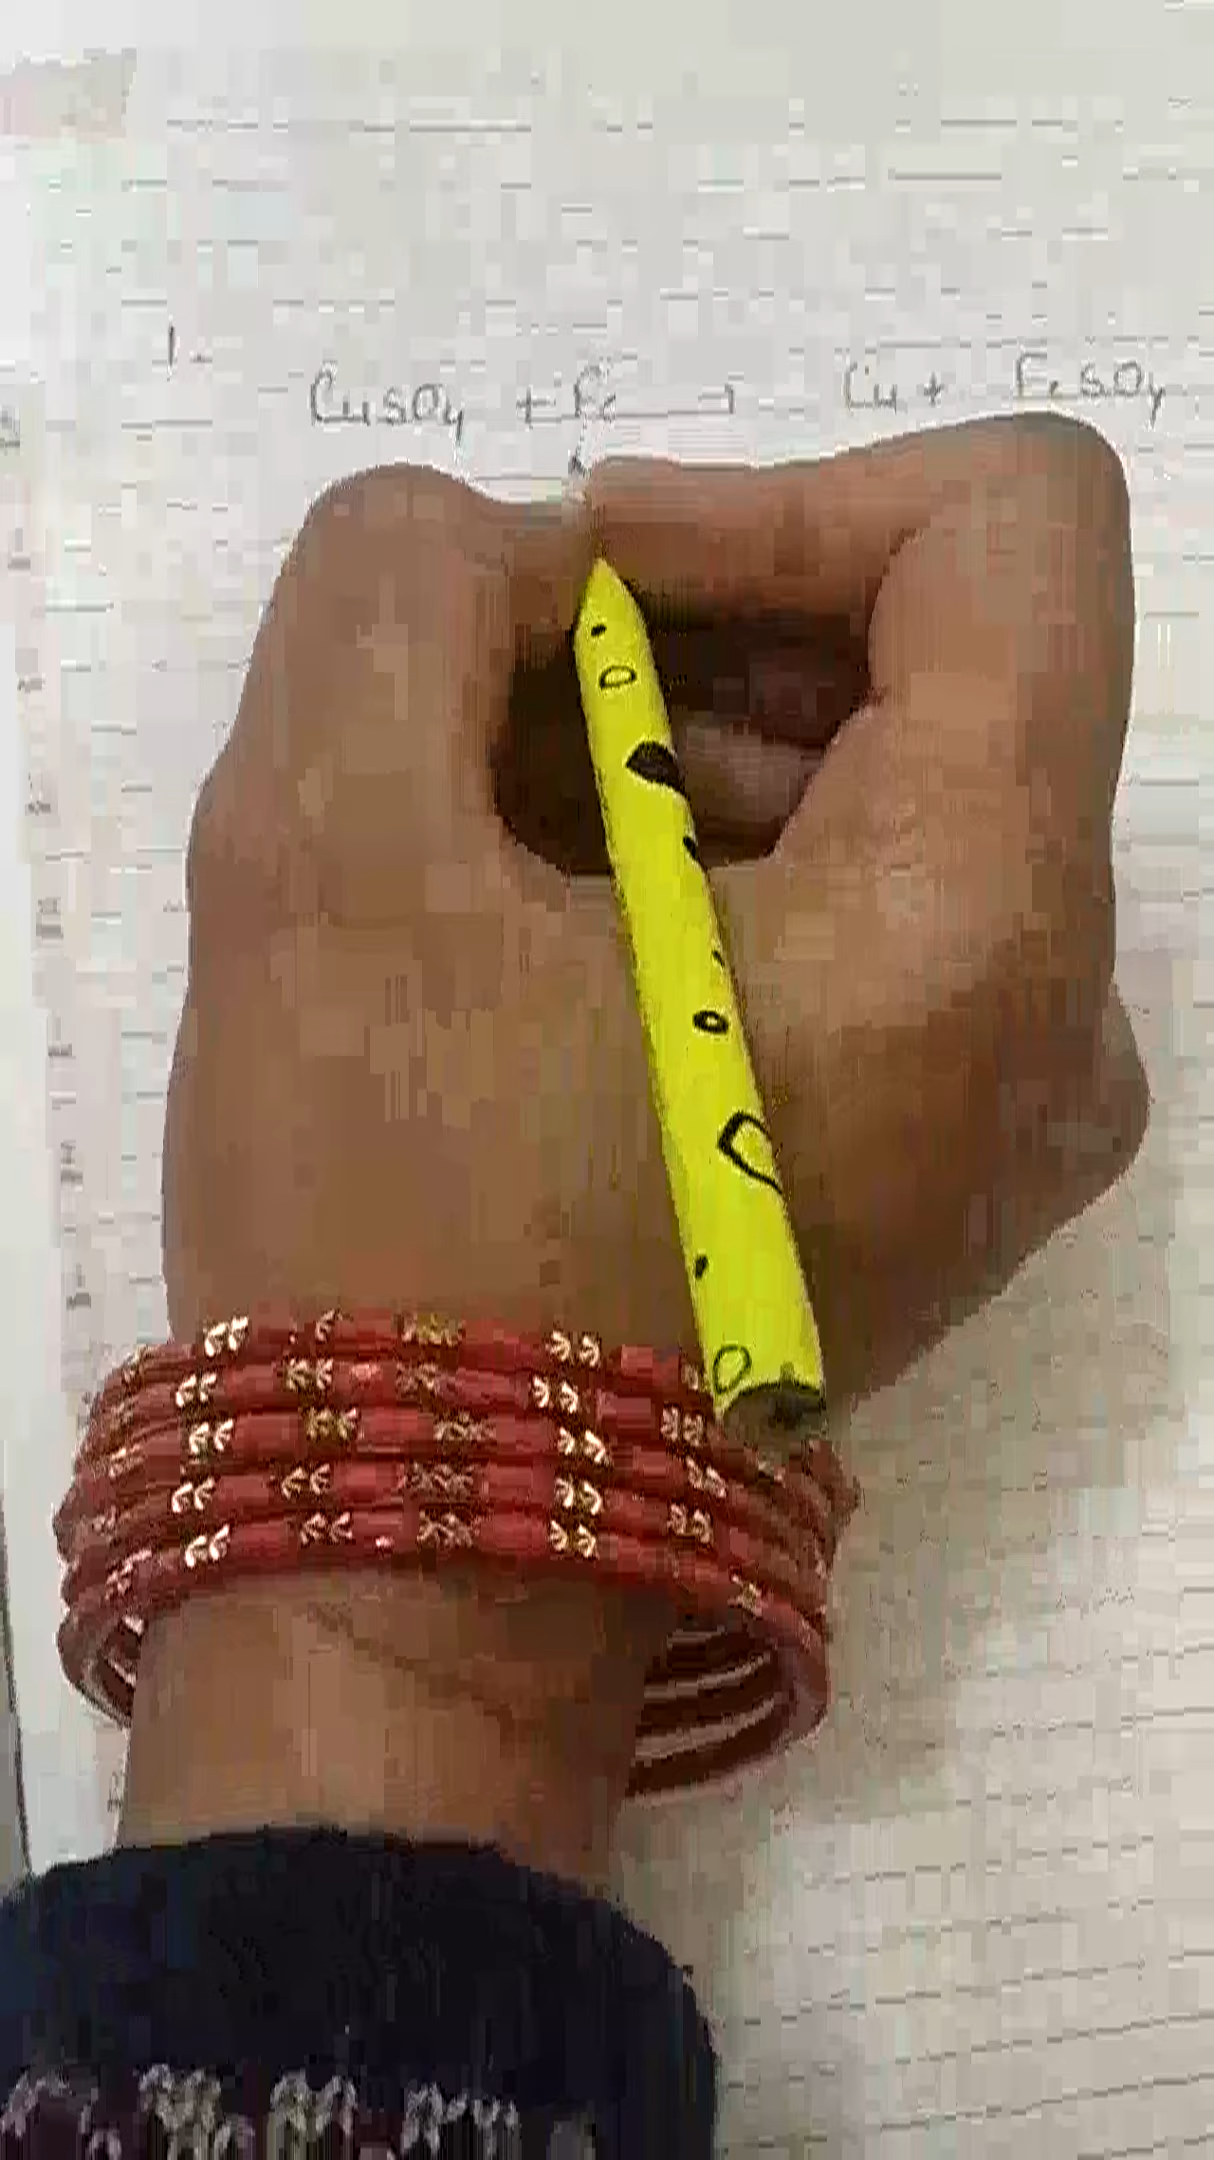 1- CuSO4 + Fe → Cu + FeSO4